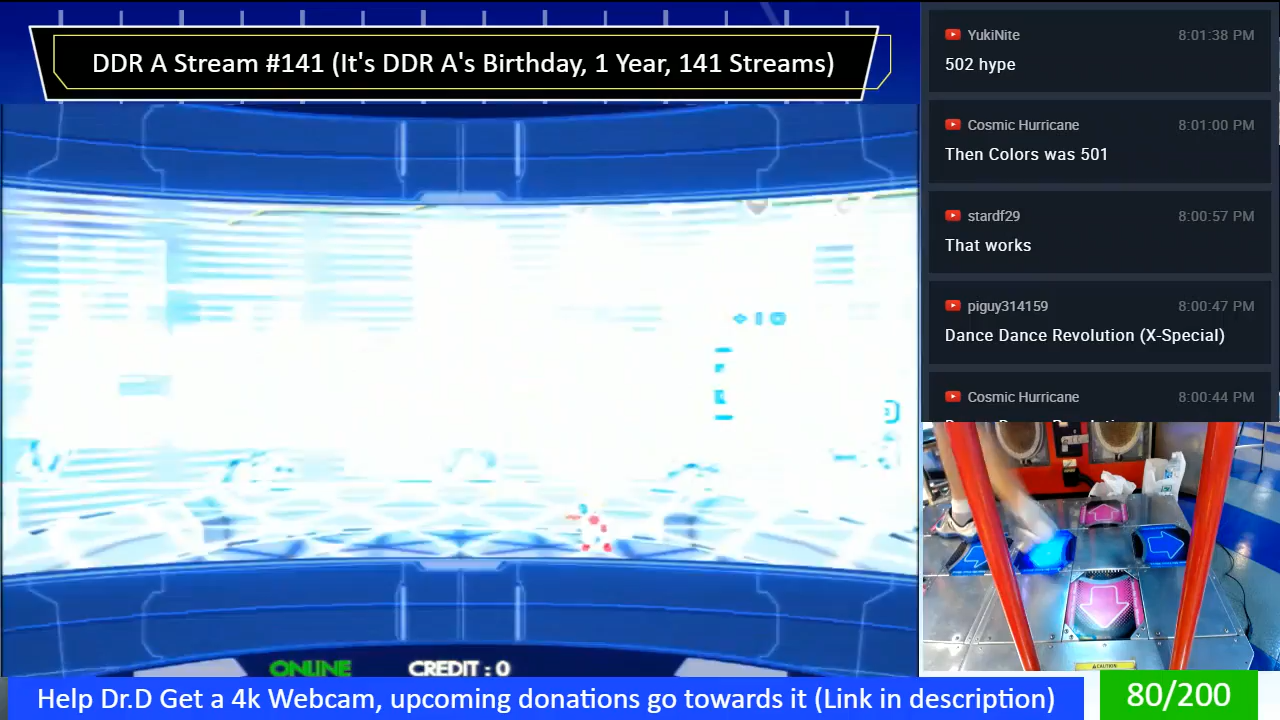 DDR A Stream #141 (It's DDR A's Birthday, 1 Year, 141 Streams)
YukiNite 8:01:38 PM
502 hype
Cosmic Hurricane 8:01:00 PM
Then Colors was 501
stardf29 8:00:57 PM
That works
piguy314159 8:00:47 PM
Dance Dance Revolution (X-Special)
Cosmic Hurricane 8:00:44 PM
ONLINE CREDIT : 0
CAUTION
Help Dr.D Get a 4k Webcam, upcoming donations go towards it (Link in description) 80/200